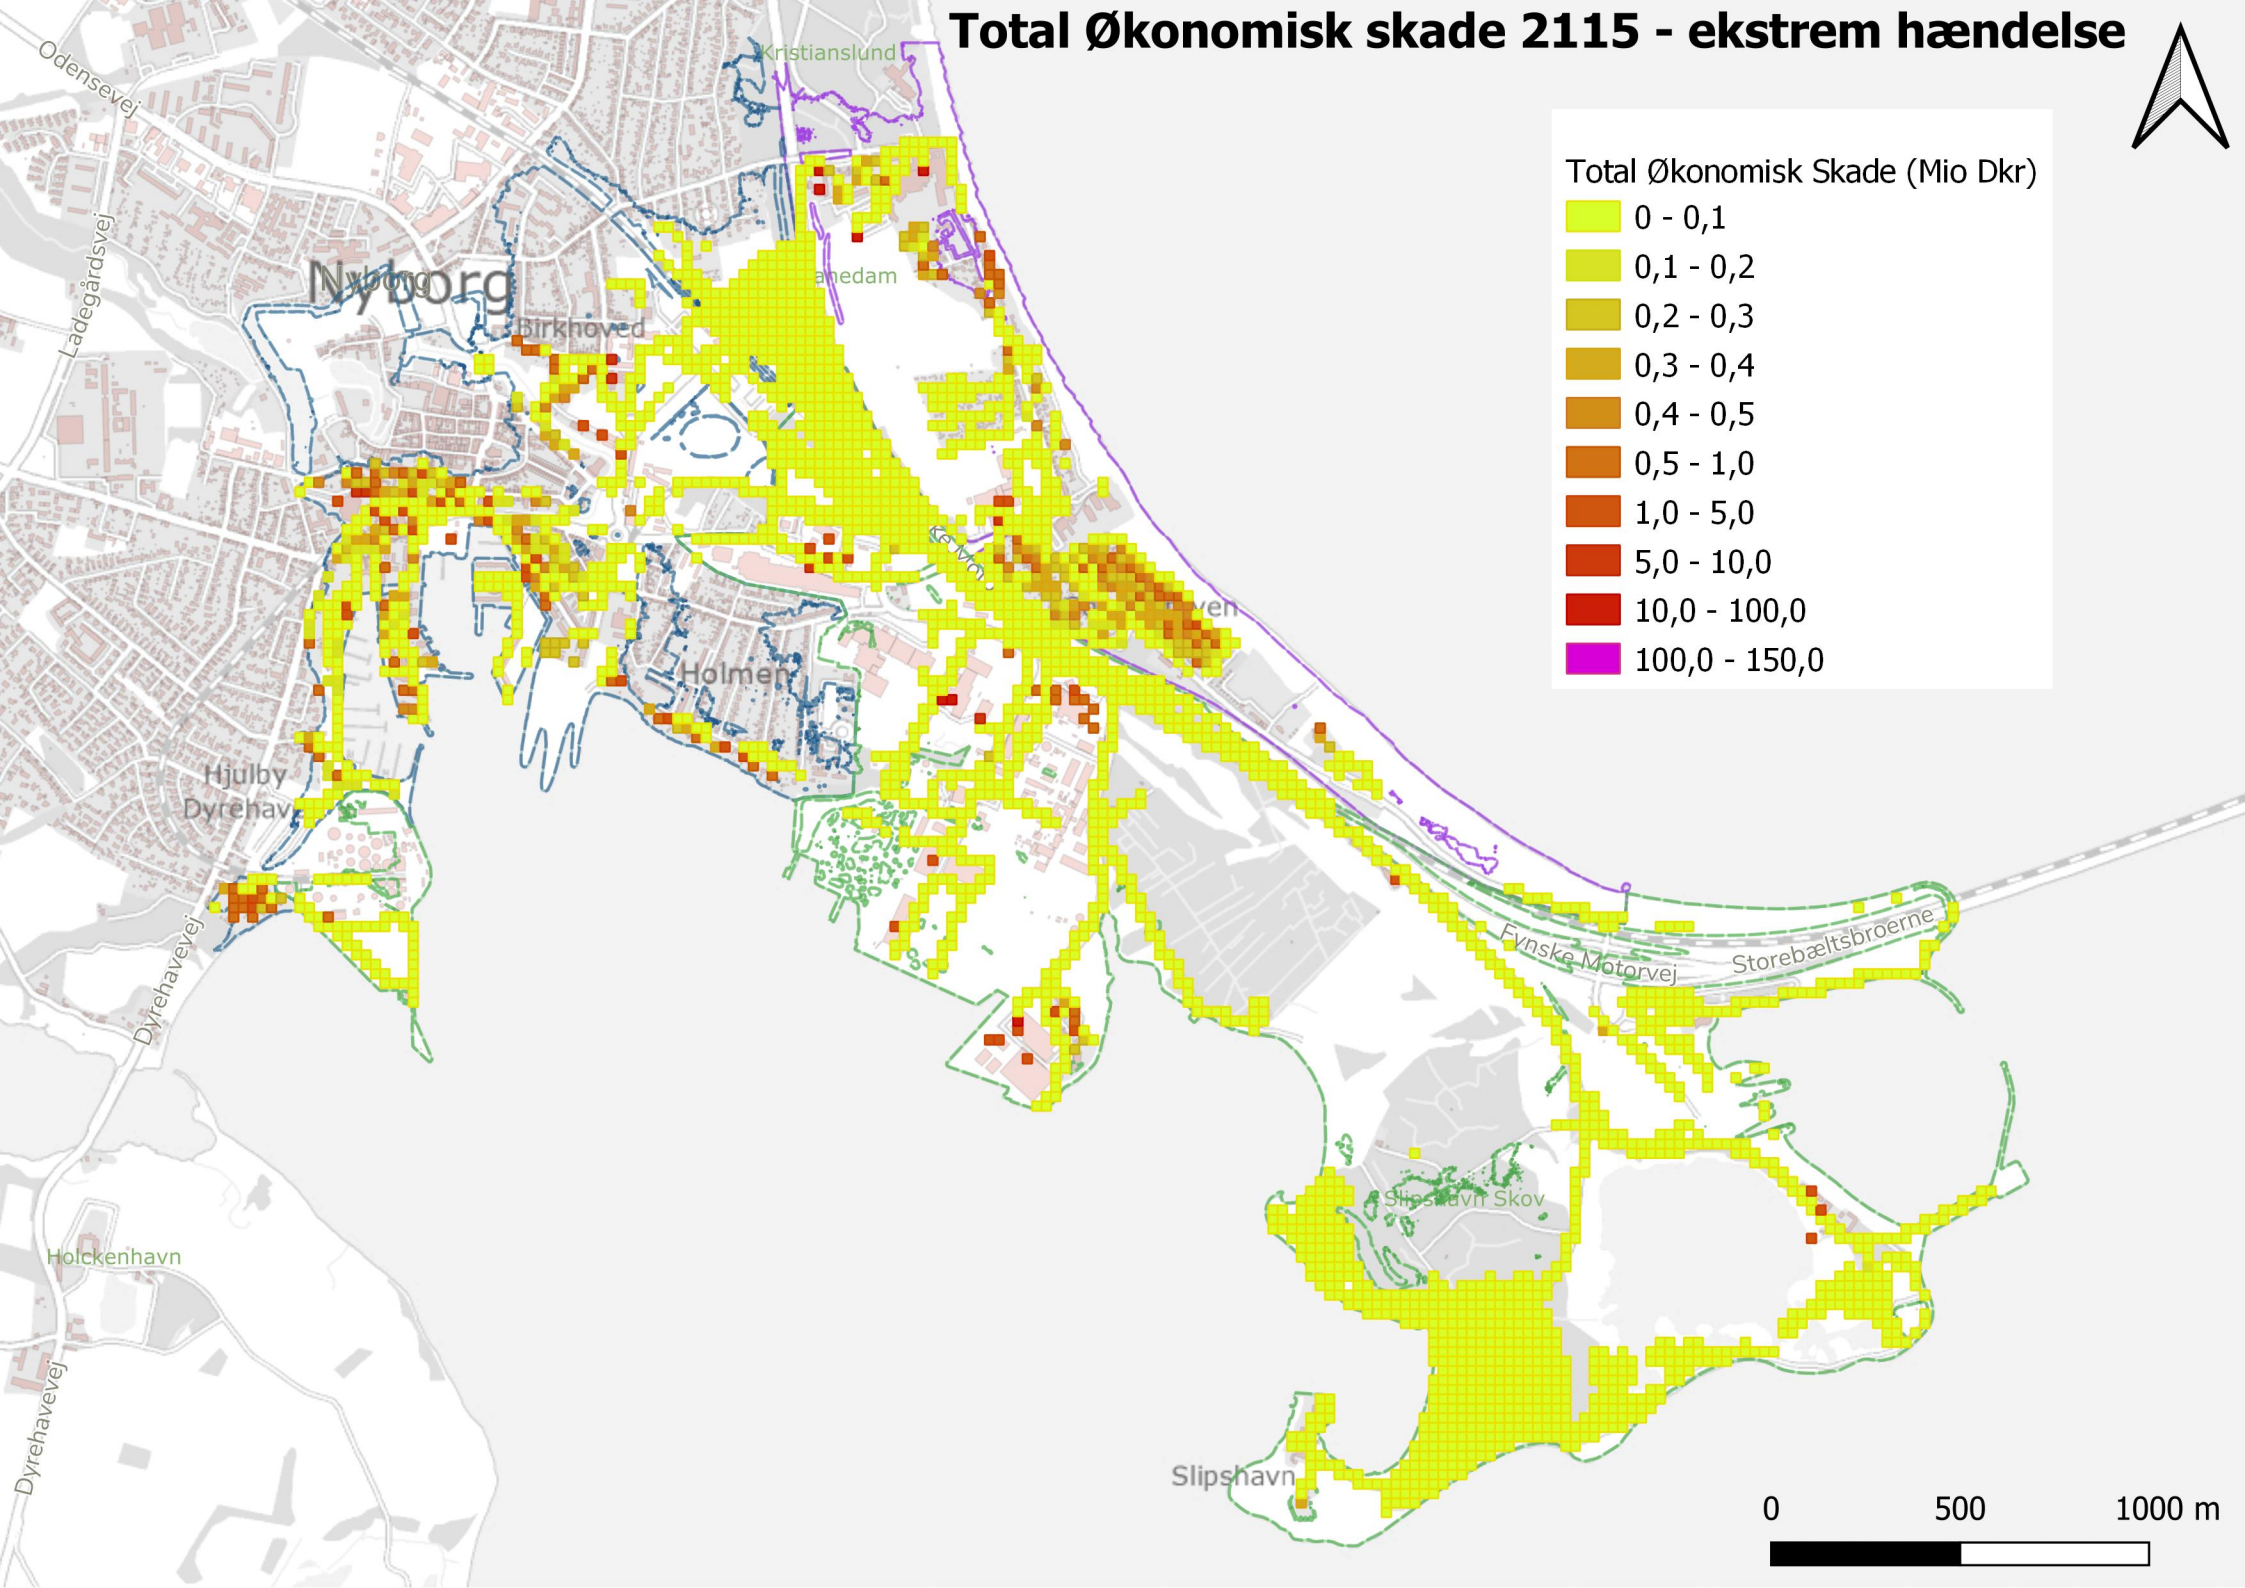 Total Økonomisk skade 2115 - ekstrem hændelse
Total Økonomisk Skade (Mio Dkr)
0 - 0,1
0,1 - 0,2
0,2 - 0,3
0,3 - 0,4
0,4 - 0,5
0,5 - 1,0
1,0 - 5,0
5,0 - 10,0
10,0 - 100,0
100,0 - 150,0
Kristianslund
Odensevej
Ladegårdsvej
Nyborg
Nyborg
Birkhoved
Holmen
Hjulby
Dyrehavevej
Fynske Motorvej
Storebæltsbroerne
Slipshavn Skov
Holckenhavn
Dyrehavevej
Slipshavn
0 500 1000 m